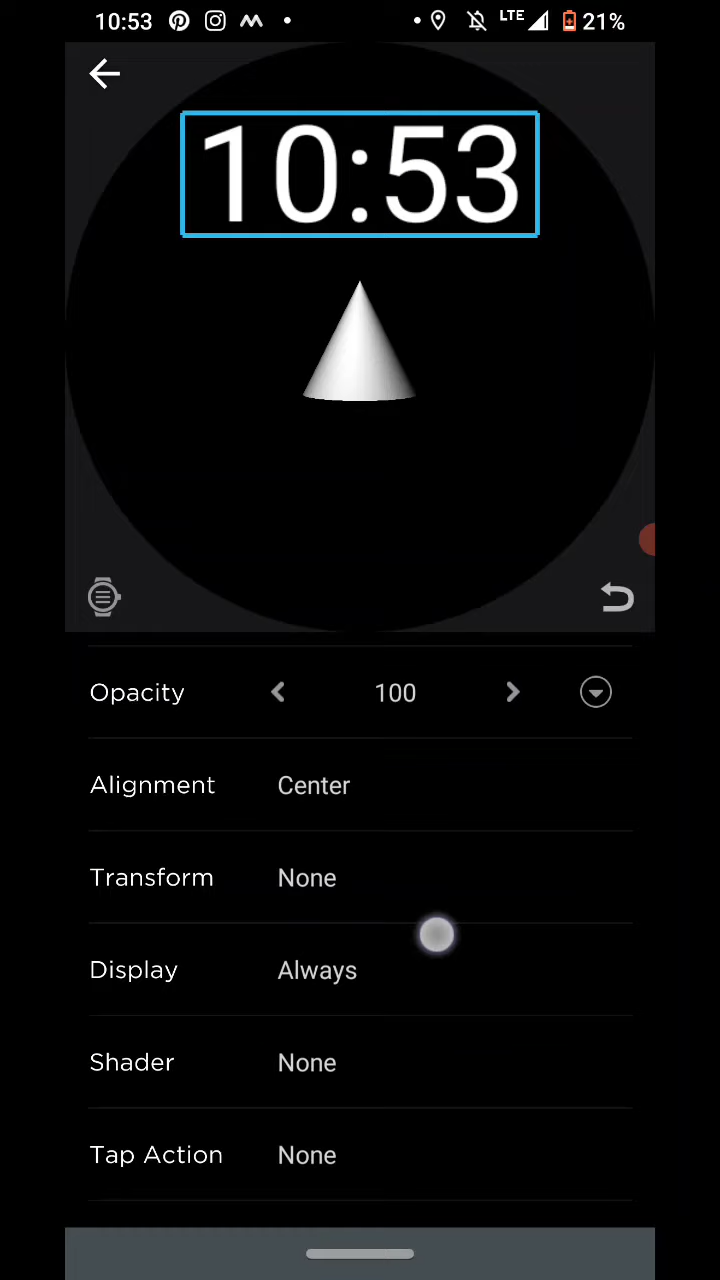 10:53 LTE 21%
10:53
Opacity 100
Alignment Center
Transform None
Display Always
Shader None
Tap Action None